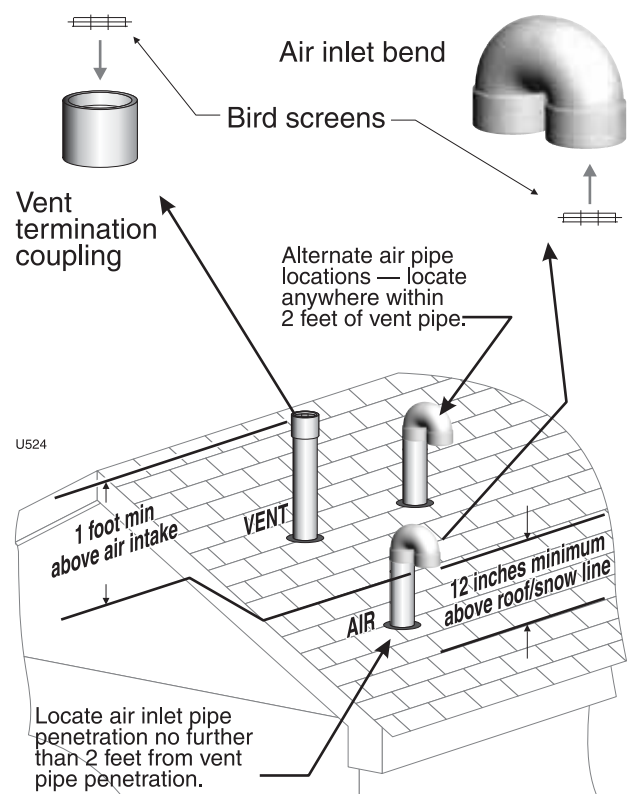 Air inlet bend
Bird screens
Vent
termination
coupling
Alternate air pipe
locations — locate
anywhere within
2 feet of vent pipe.
U524
1 foot min
above air intake
VENT
12 inches minimum
above roof/snow line
AIR
Locate air inlet pipe
penetration no further
than 2 feet from vent
pipe penetration.